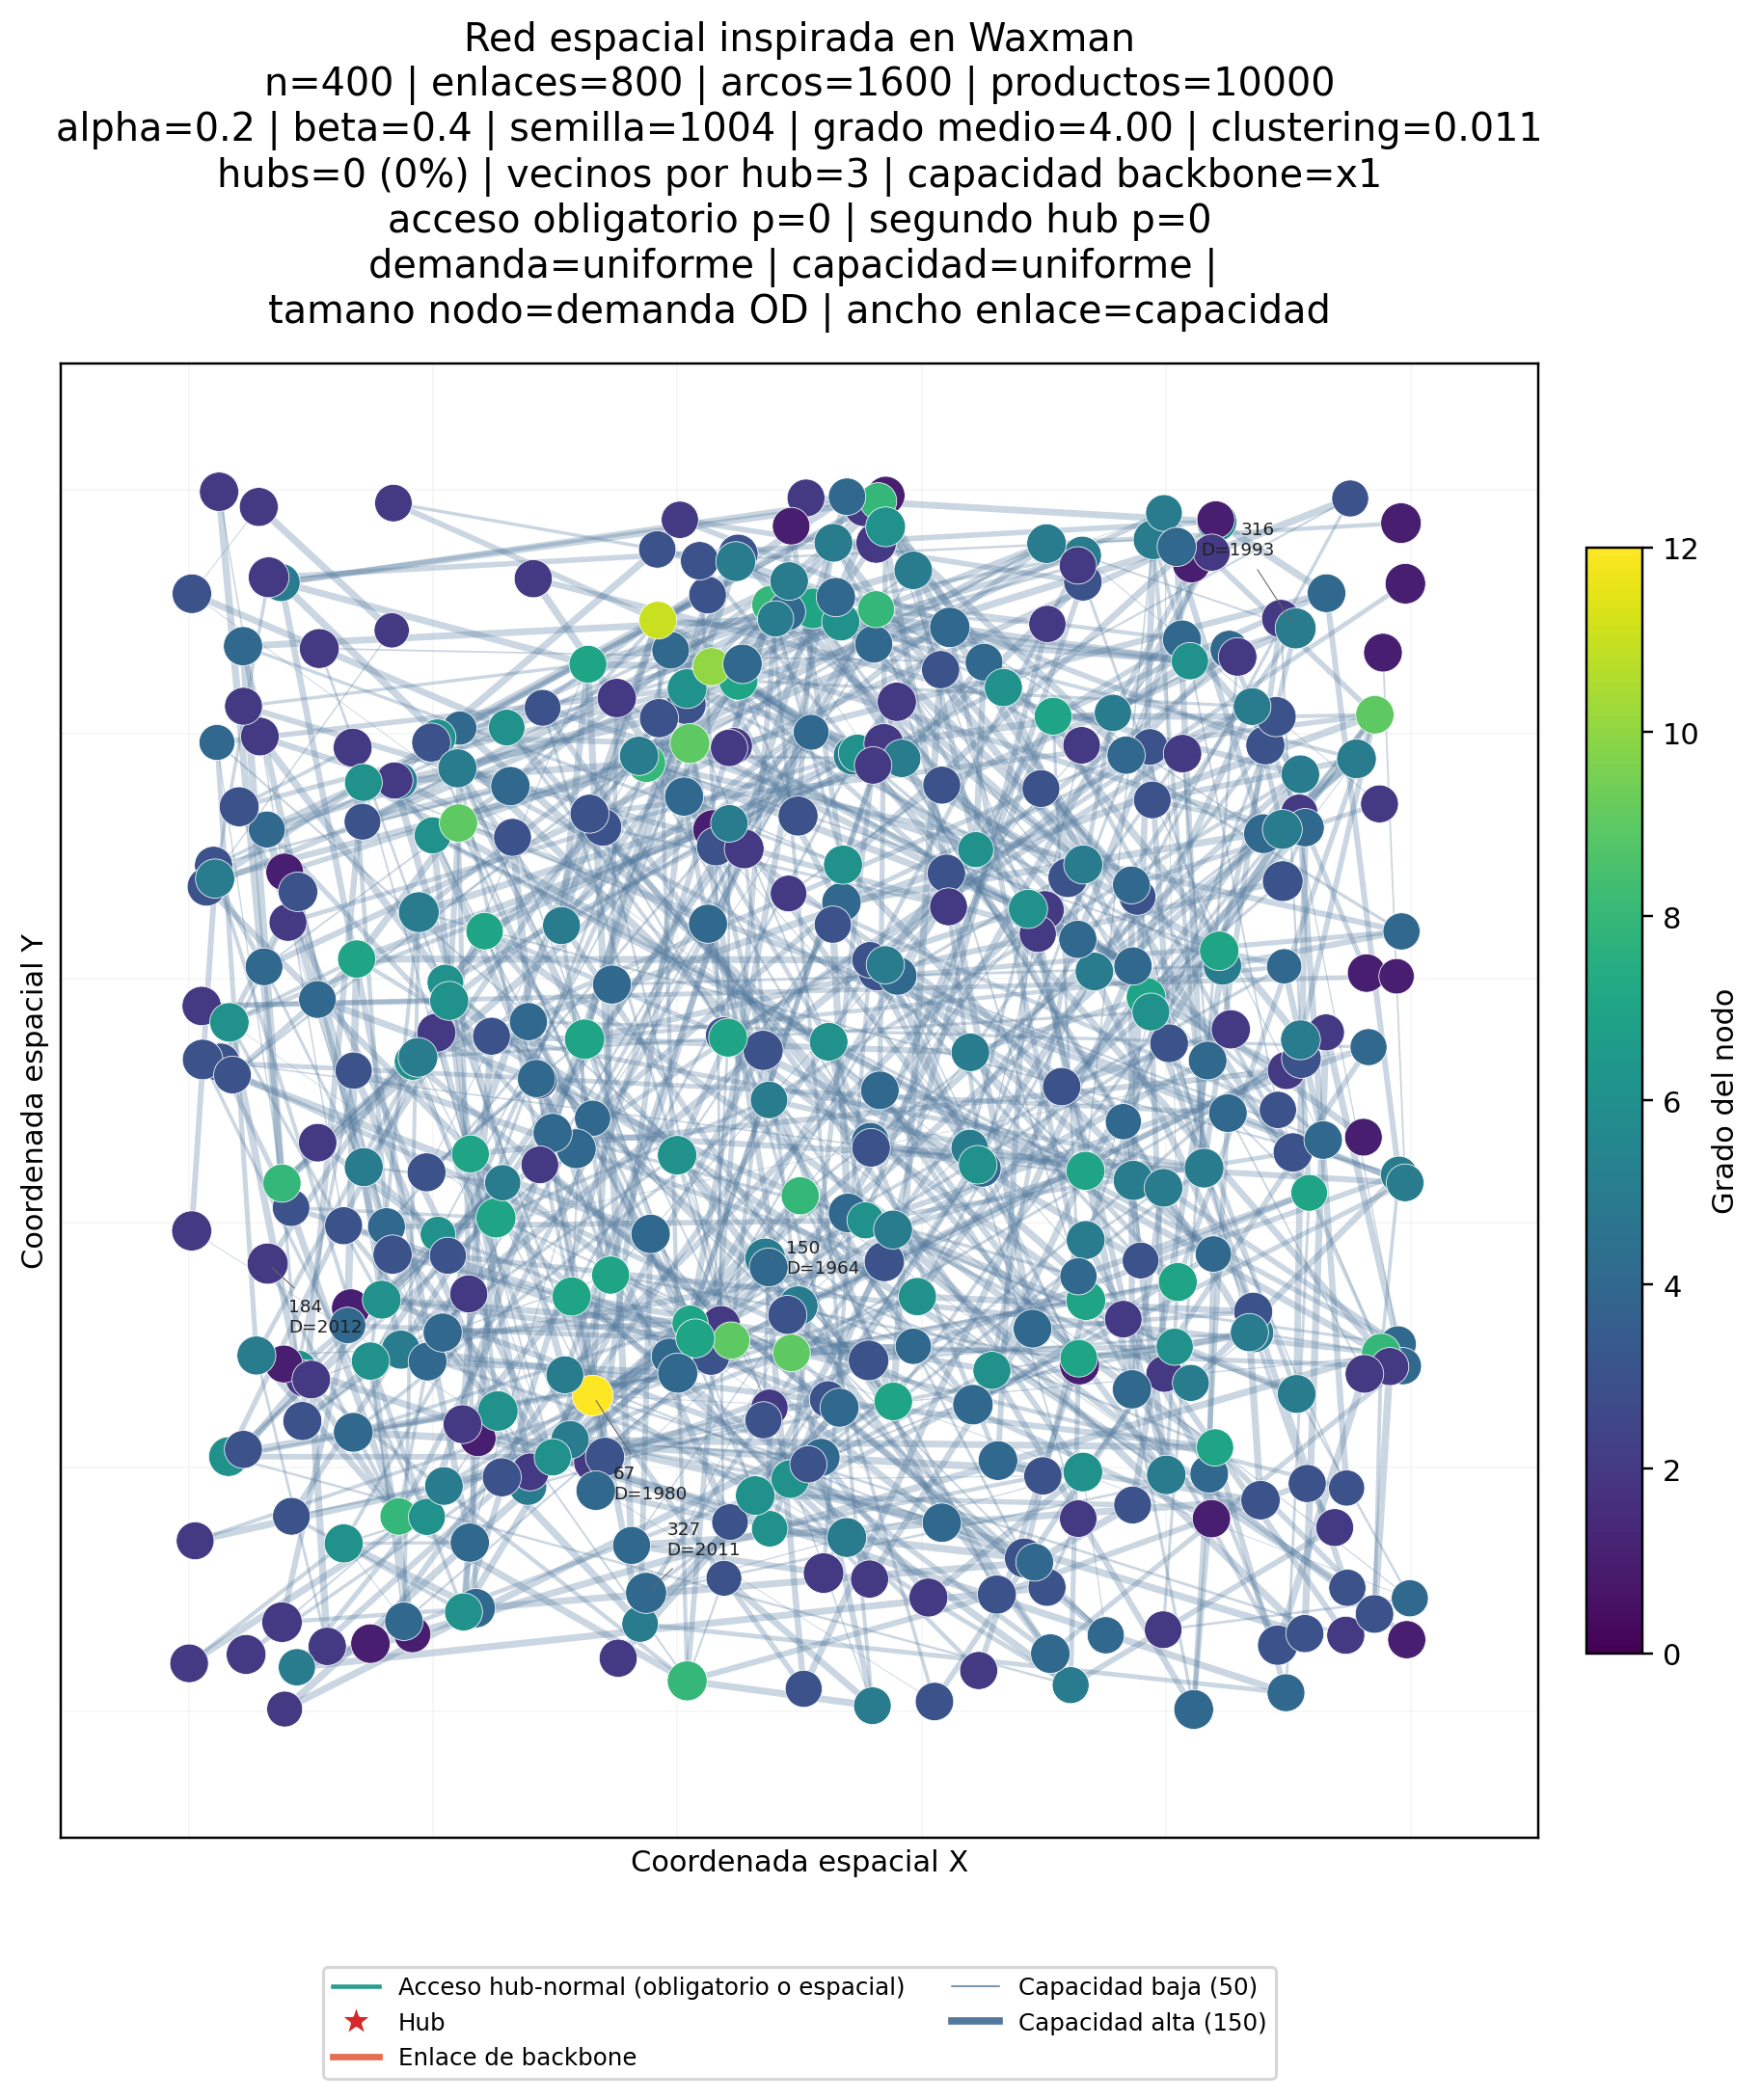 Red espacial inspirada en Waxman
n=400 | enlaces=800 | arcos=1600 | productos=10000
alpha=0.2 | beta=0.4 | semilla=1004 | grado medio=4.00 | clustering=0.011
hubs=0 (0%) | vecinos por hub=3 | capacidad backbone=x1
acceso obligatorio p=0 | segundo hub p=0
demanda=uniforme | capacidad=uniforme |
tamano nodo=demanda OD | ancho enlace=capacidad
316
D=1993
150
D=1964
184
D=2012
67
D=1980
327
D=2011
Coordenada espacial Y
Coordenada espacial X
12
10
8
6
4
2
0
Grado del nodo
Acceso hub-normal (obligatorio o espacial)
Hub
Enlace de backbone
Capacidad baja (50)
Capacidad alta (150)